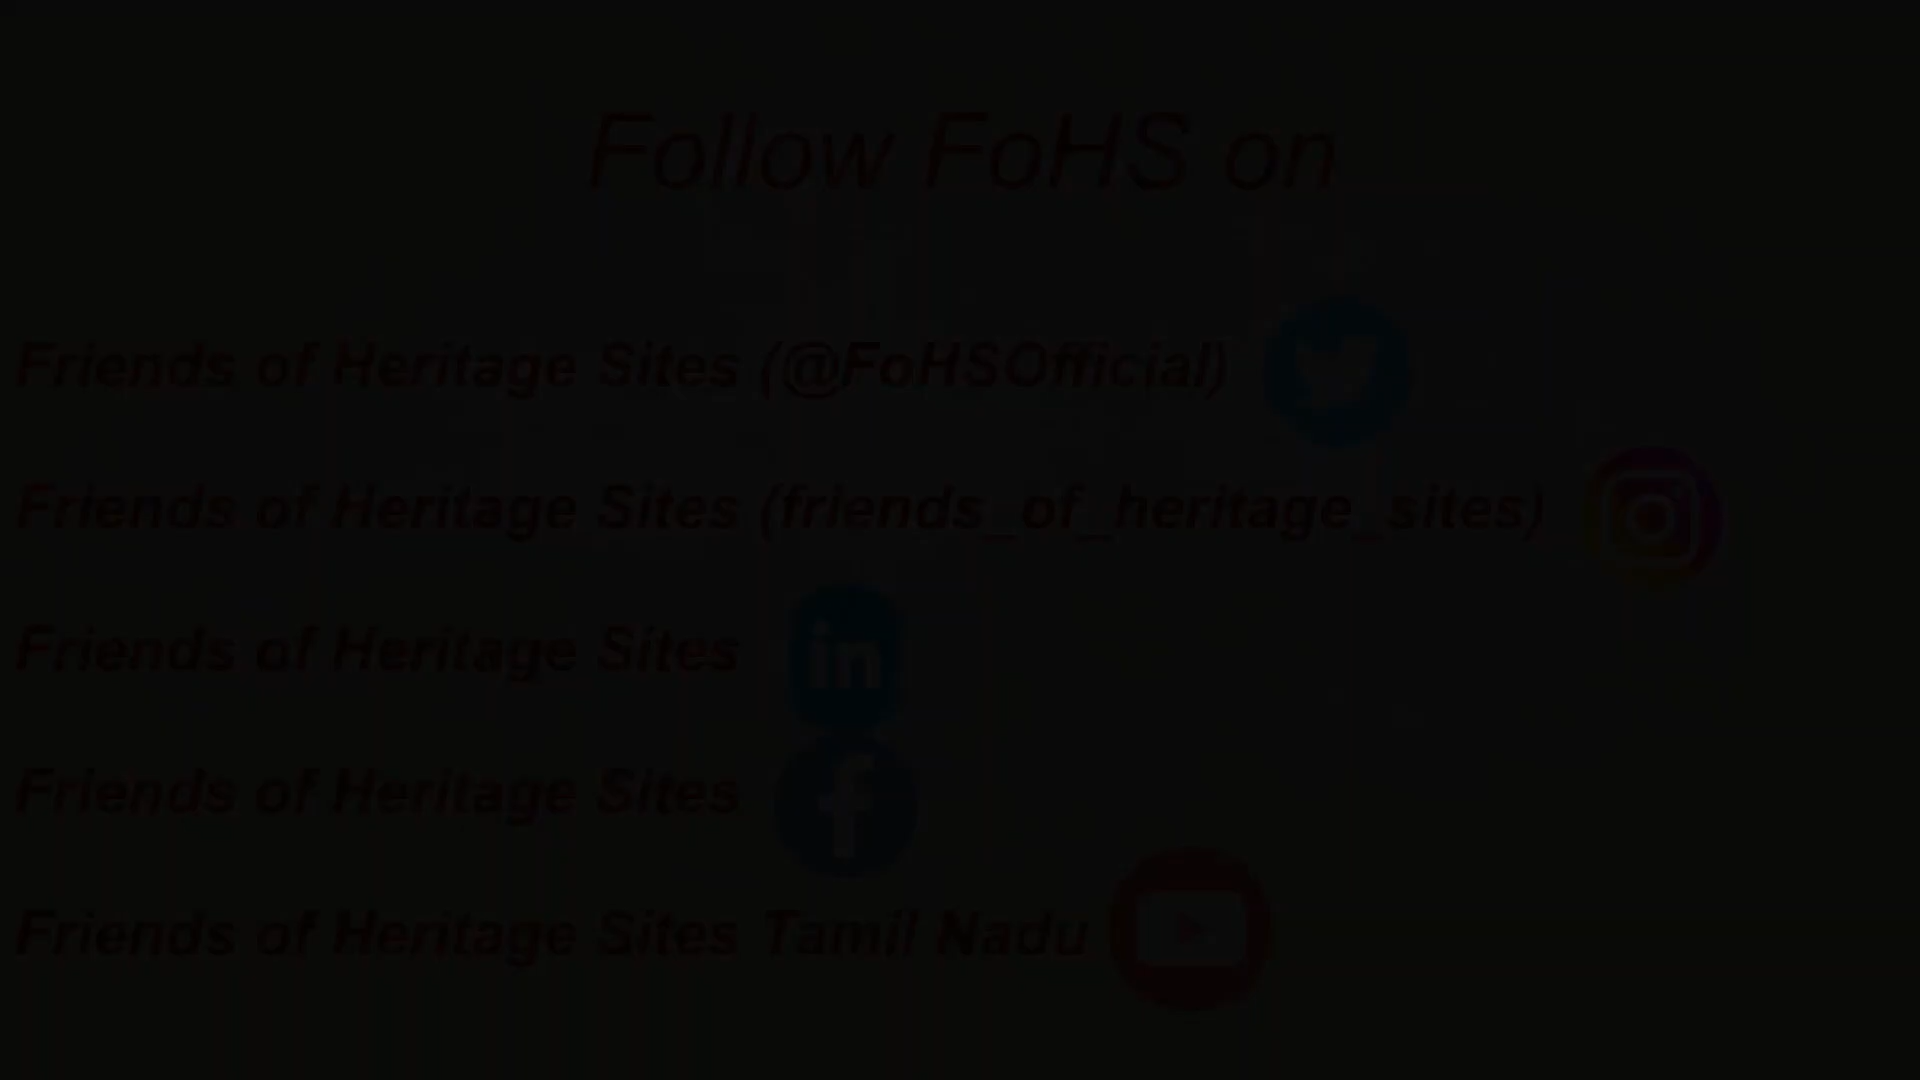 Follow FoHS on
Friends of Heritage Sites (@FoHSOfficial)
Friends of Heritage Sites (friends_of_heritage_sites)
Friends of Heritage Sites in
Friends of Heritage Sites f
Friends of Heritage Sites Tamil Nadu